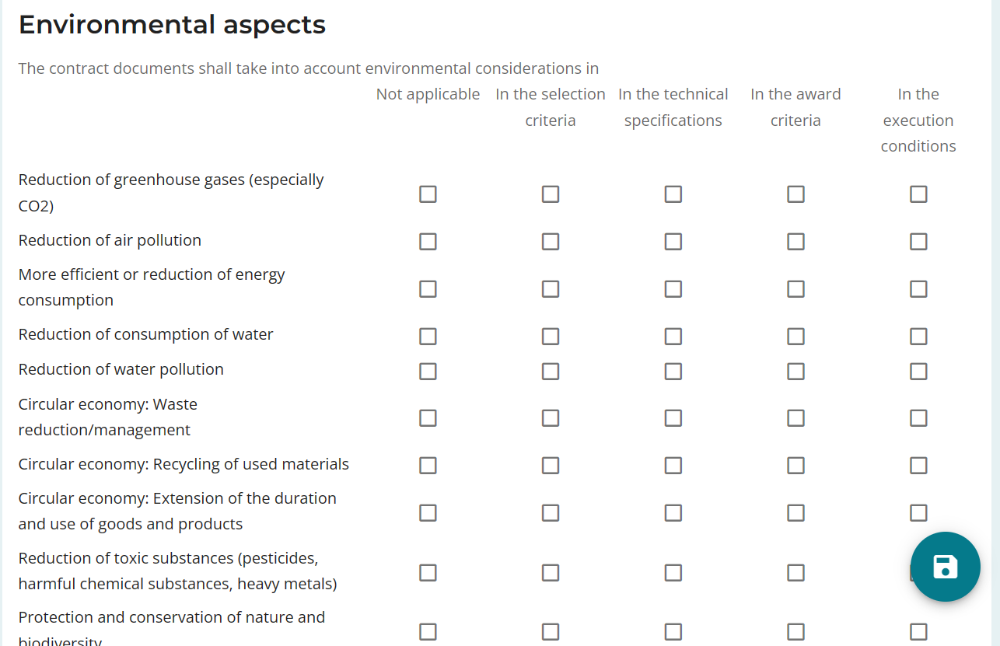 Environmental aspects
The contract documents shall take into account environmental considerations in
Not applicable
In the selection
criteria
In the technical
specifications
In the award
criteria
In the
execution
conditions
Reduction of greenhouse gases (especially
CO2)
Reduction of air pollution
More efficient or reduction of energy
consumption
Reduction of consumption of water
Reduction of water pollution
Circular economy: Waste
reduction/management
Circular economy: Recycling of used materials
Circular economy: Extension of the duration
and use of goods and products
Reduction of toxic substances (pesticides,
harmful chemical substances, heavy metals)
Protection and conservation of nature and
biodiversity